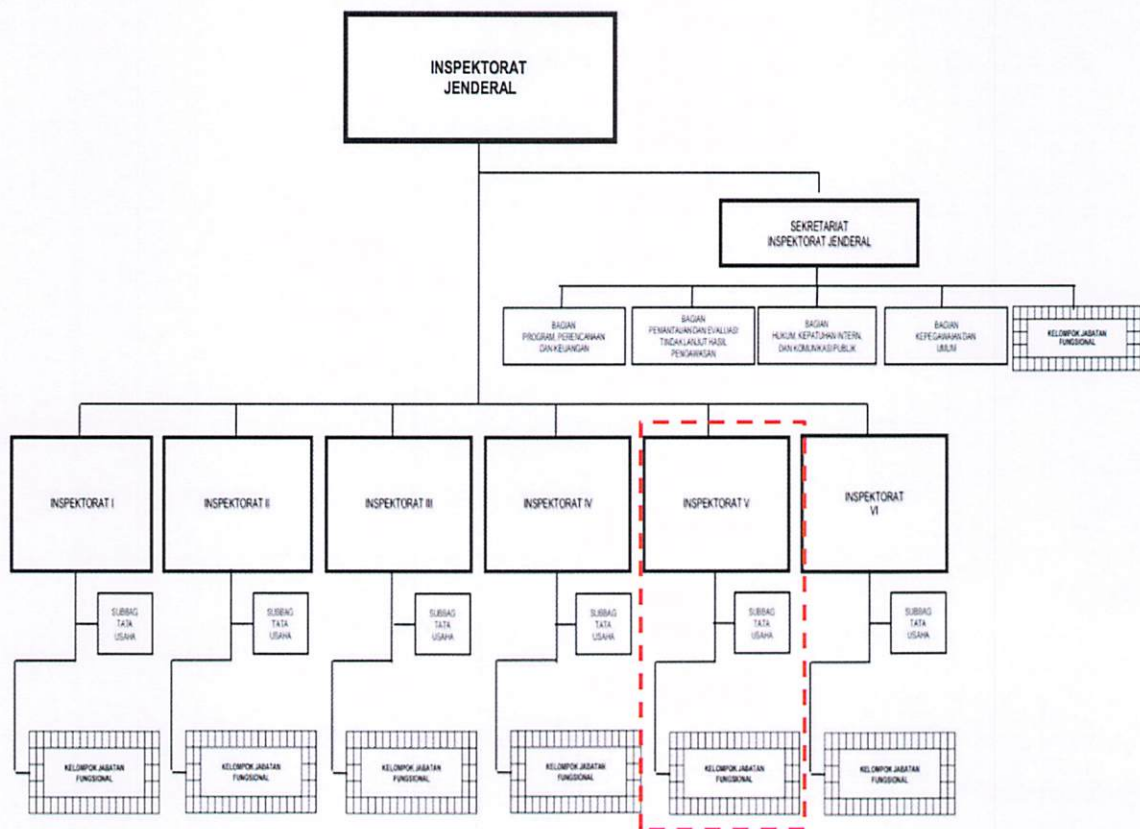 INSPEKTORAT
JENDERAL
SEKRETARIAT
INSPEKTORAT JENDERAL
BAGIAN
PROGRAM, PERENCANAAN
DAN KEUANGAN
BAGIAN
PEMANTAUAN DAN EVALUASI
TINDAK LANJUT HASIL
PENGAWASAN
BAGIAN
HUKUM, KEPATUHAN INTERN,
DAN KOMUNIKASI PUBLIK
BAGIAN
KEPEGAWAIAN DAN
UMUM
KELOMPOK JABATAN
FUNGSIONAL
INSPEKTORAT I
INSPEKTORAT II
INSPEKTORAT III
INSPEKTORAT IV
INSPEKTORAT V
INSPEKTORAT
VI
SUBBAG
TATA
USAHA
SUBBAG
TATA
USAHA
SUBBAG
TATA
USAHA
SUBBAG
TATA
USAHA
SUBBAG
TATA
USAHA
SUBBAG
TATA
USAHA
KELOMPOK JABATAN
FUNGSIONAL
KELOMPOK JABATAN
FUNGSIONAL
KELOMPOK JABATAN
FUNGSIONAL
KELOMPOK JABATAN
FUNGSIONAL
KELOMPOK JABATAN
FUNGSIONAL
KELOMPOK JABATAN
FUNGSIONAL